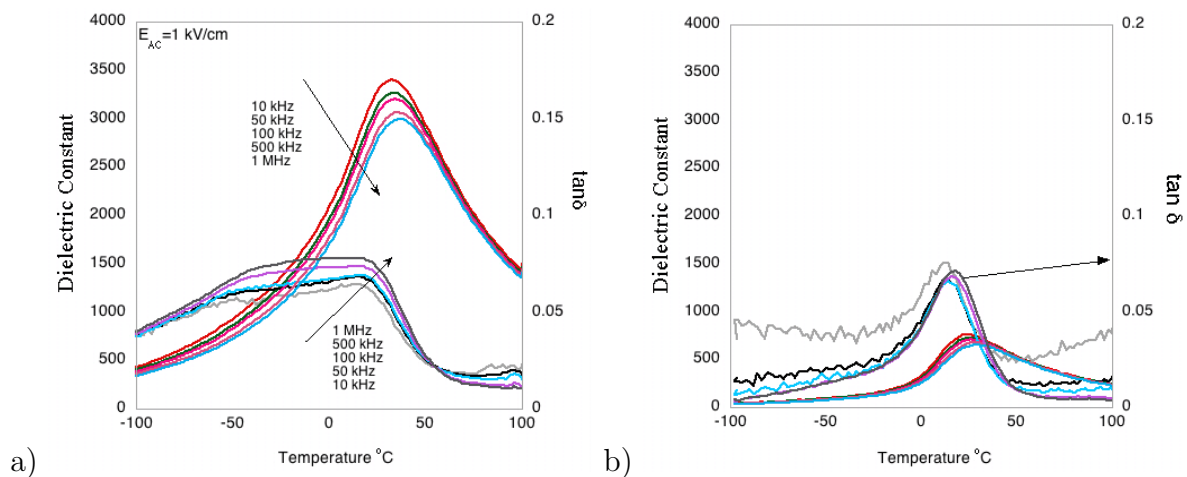 4000
3500
3000
2500
2000
1500
1000
500
0
Dielectric Constant
E_AC=1 kV/cm
10 kHz
50 kHz
100 kHz
500 kHz
1 MHz
1 MHz
500 kHz
100 kHz
50 kHz
10 kHz
0.2
0.15
0.1
0.05
0
tanδ
-100
-50
0
50
100
Temperature °C
a)
4000
3500
3000
2500
2000
1500
1000
500
0
Dielectric Constant
0.2
0.15
0.1
0.05
0
tan δ
-100
-50
0
50
100
Temperature °C
b)